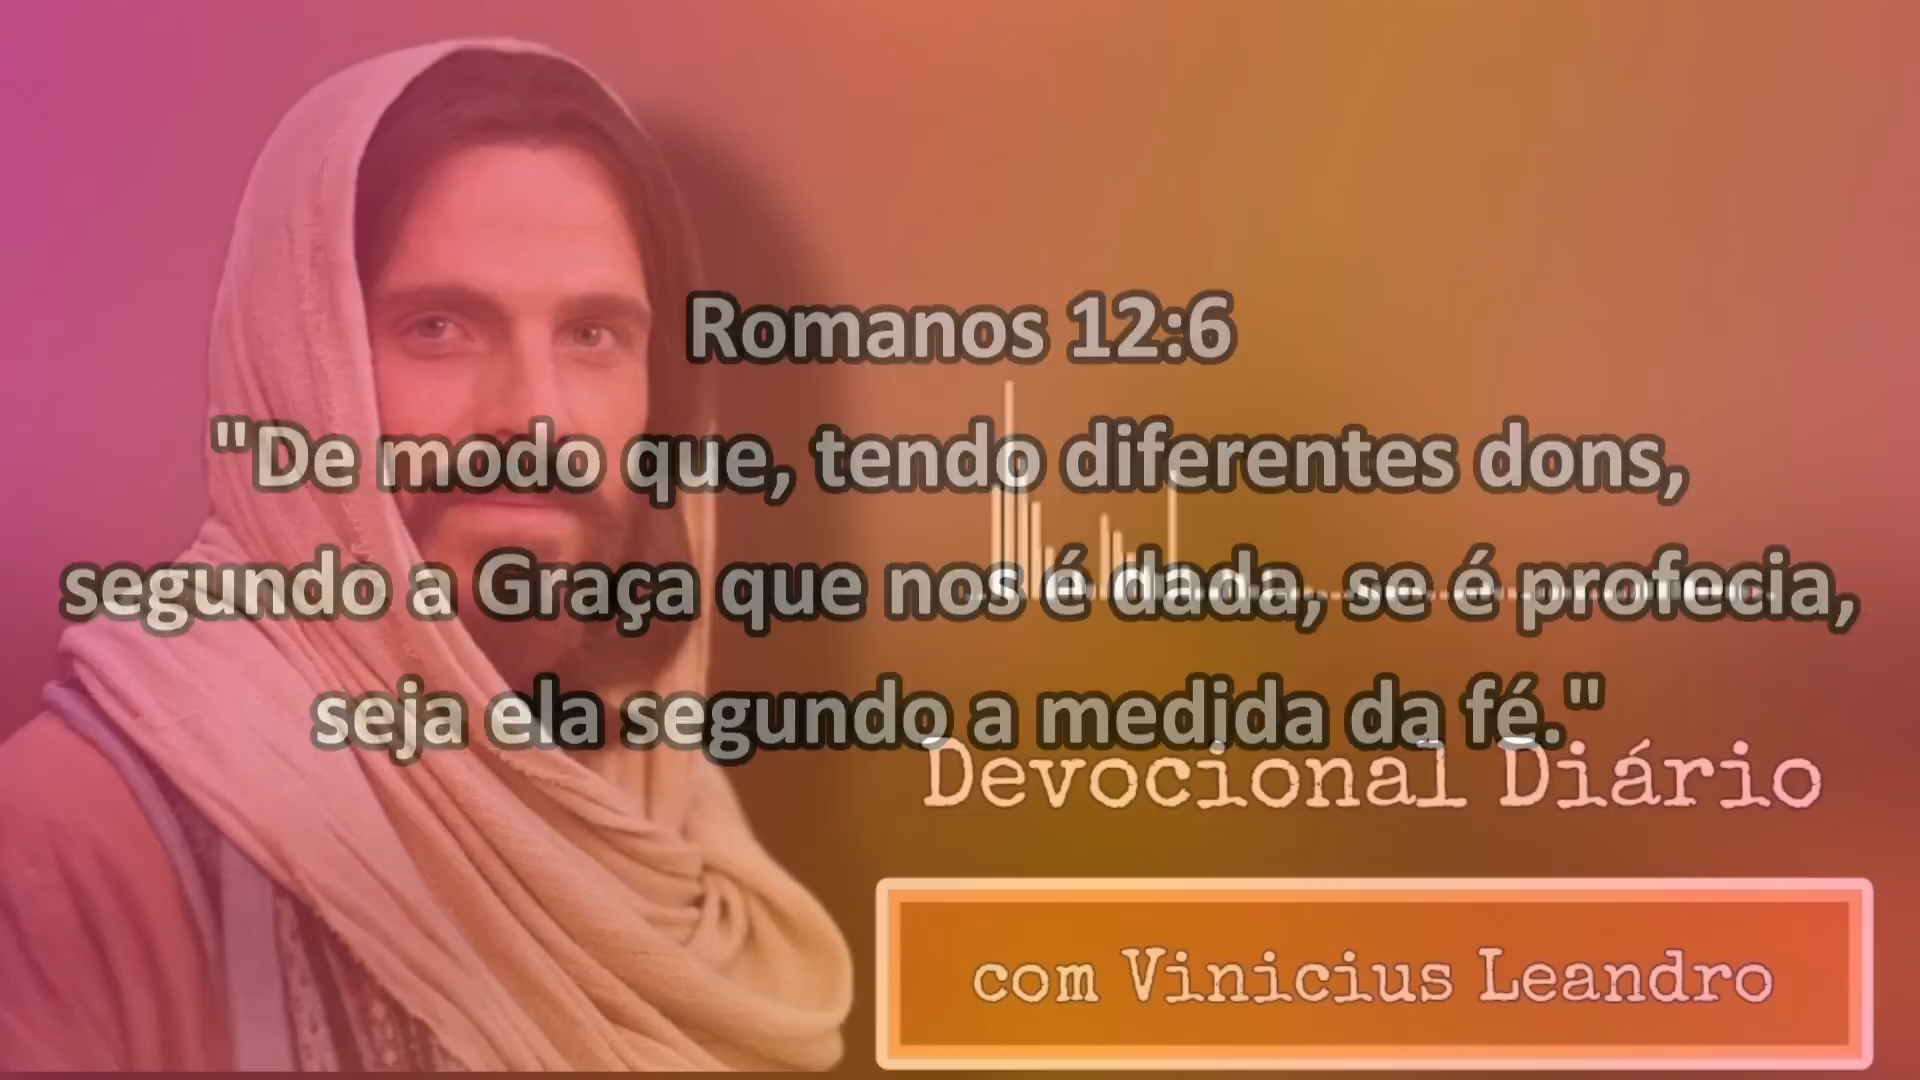 Romanos 12:6
"De modo que, tendo diferentes dons,
segundo a Graça que nos é dada, se é profecia,
seja ela segundo a medida da fé."
Devocional Diário
com Vinicius Leandro